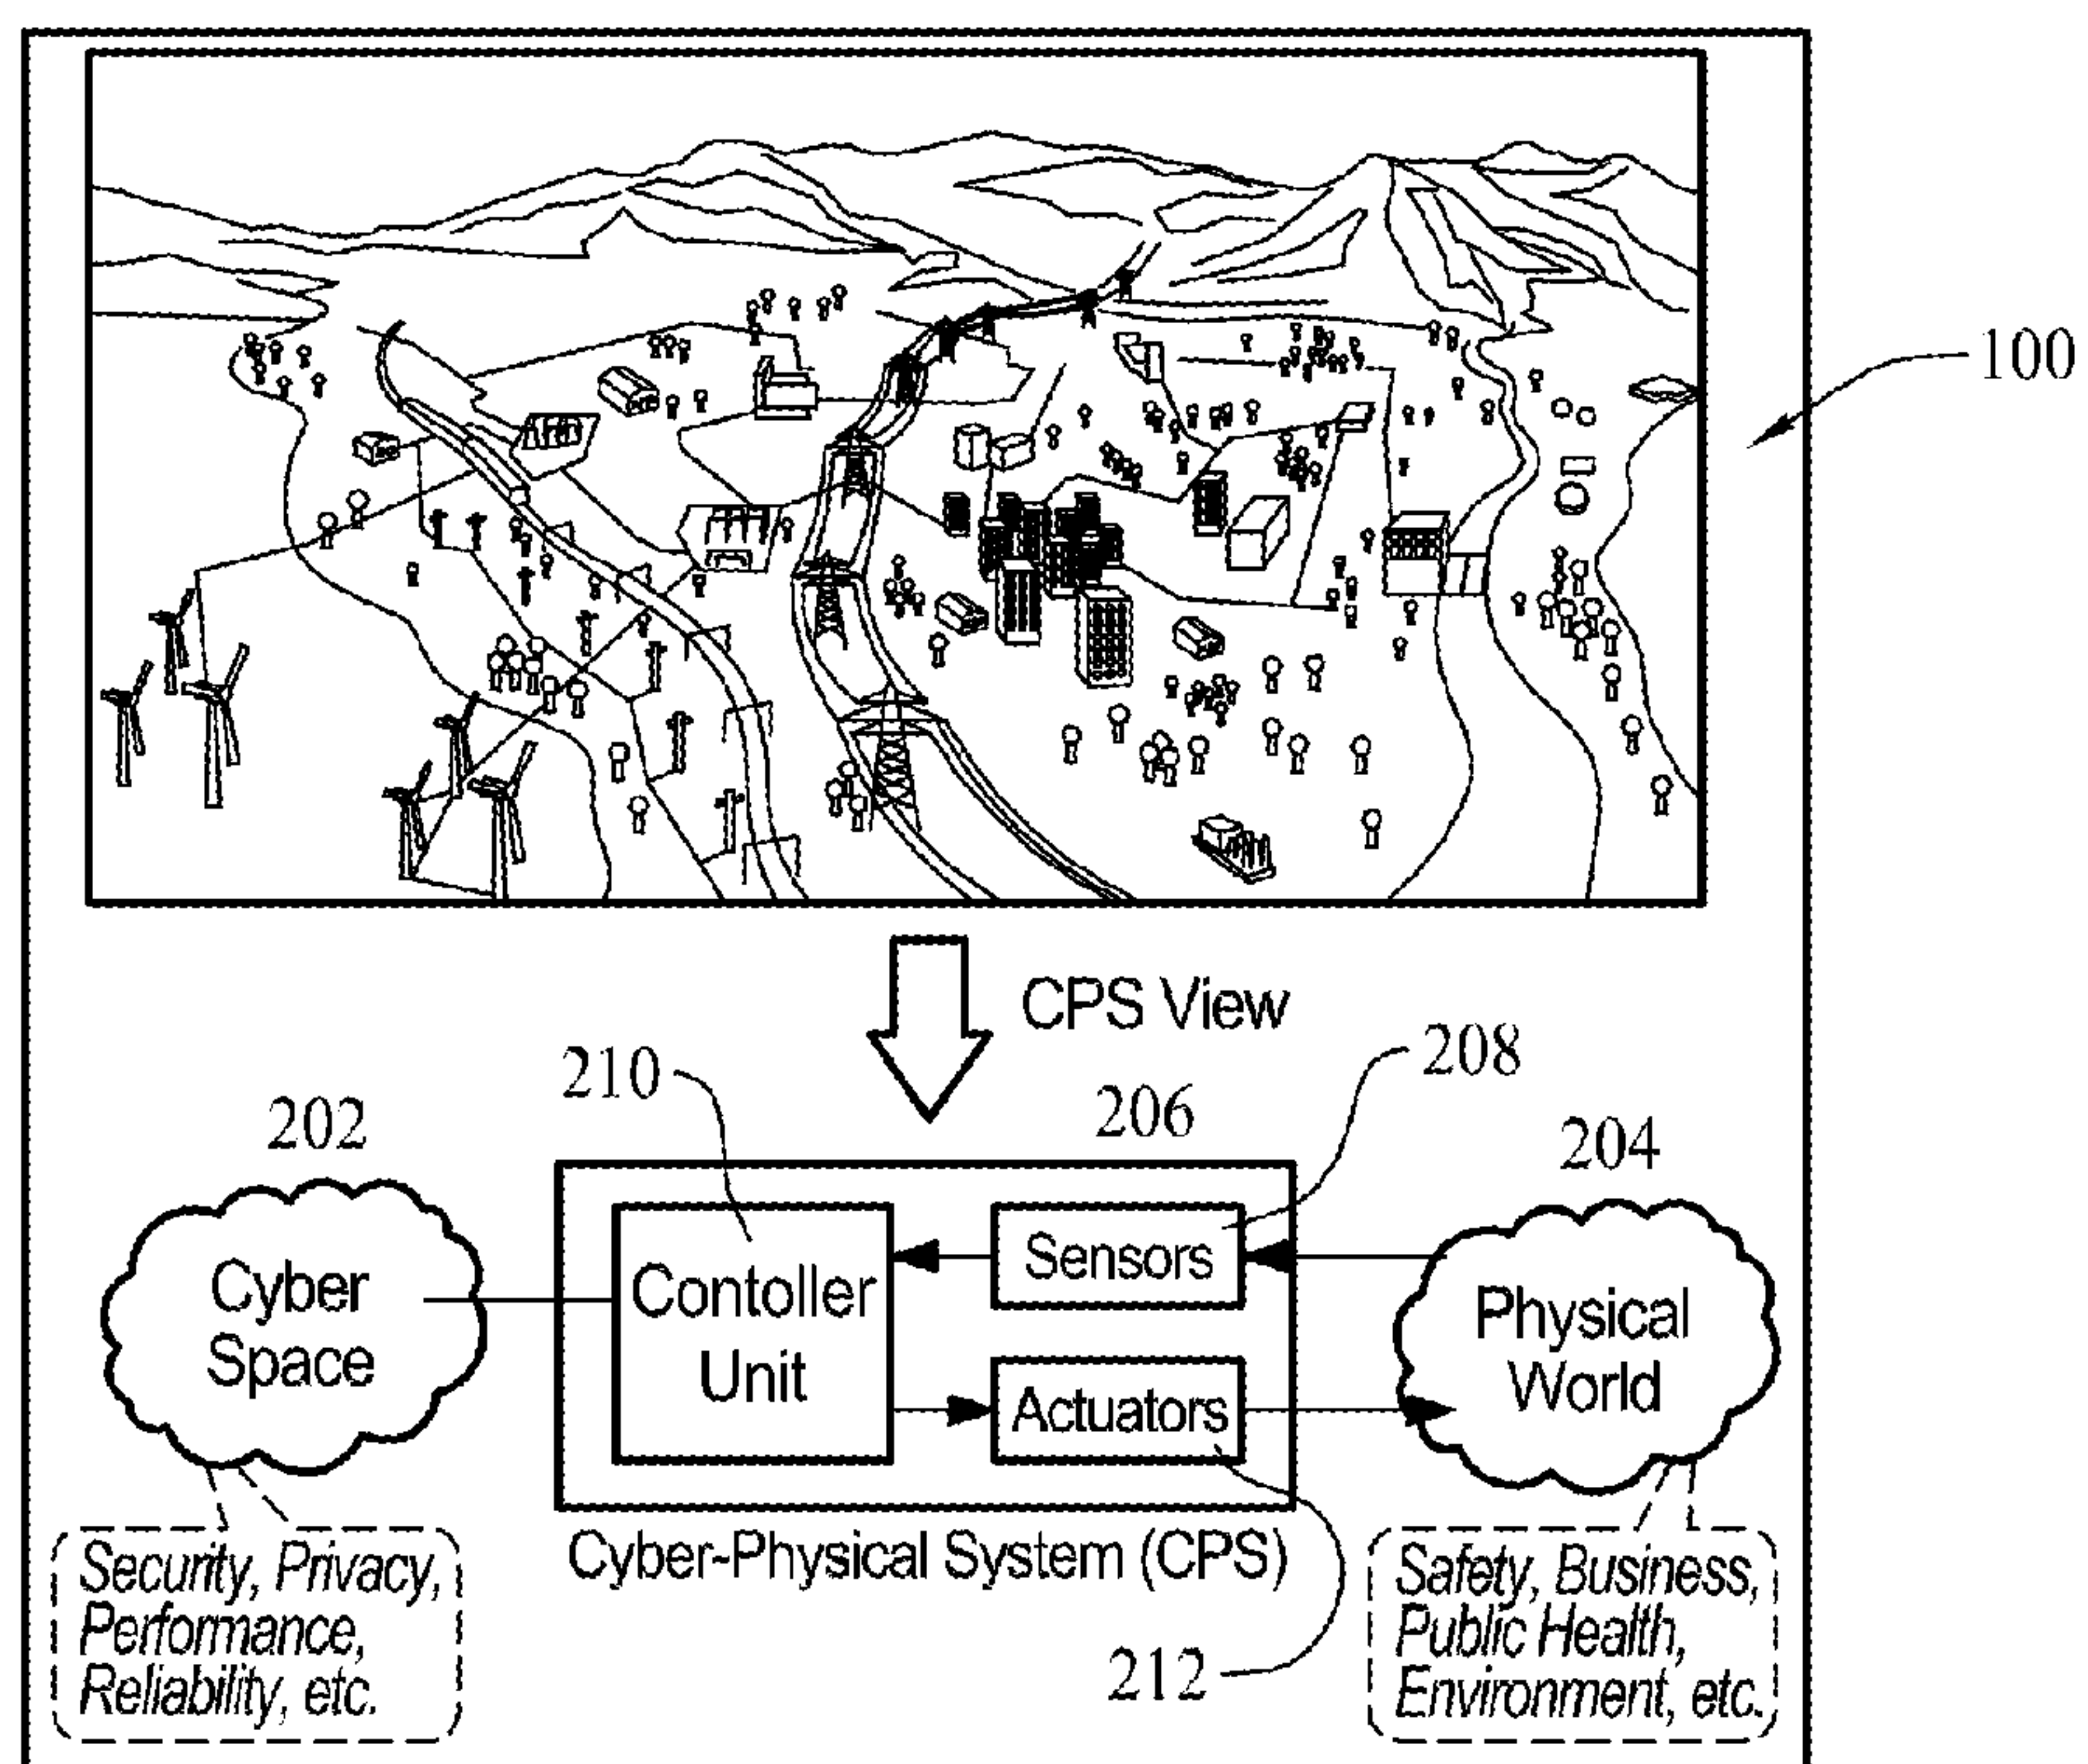 100
CPS View
208
210
206
202
204
Sensors
Cyber
Space
Contoller
Unit
Physical
World
Actuators
Cyber-Physical System (CPS)
Security, Privacy,
Performance,
Reliability, etc.
Safety, Business,
Public Health,
Environment, etc.
212